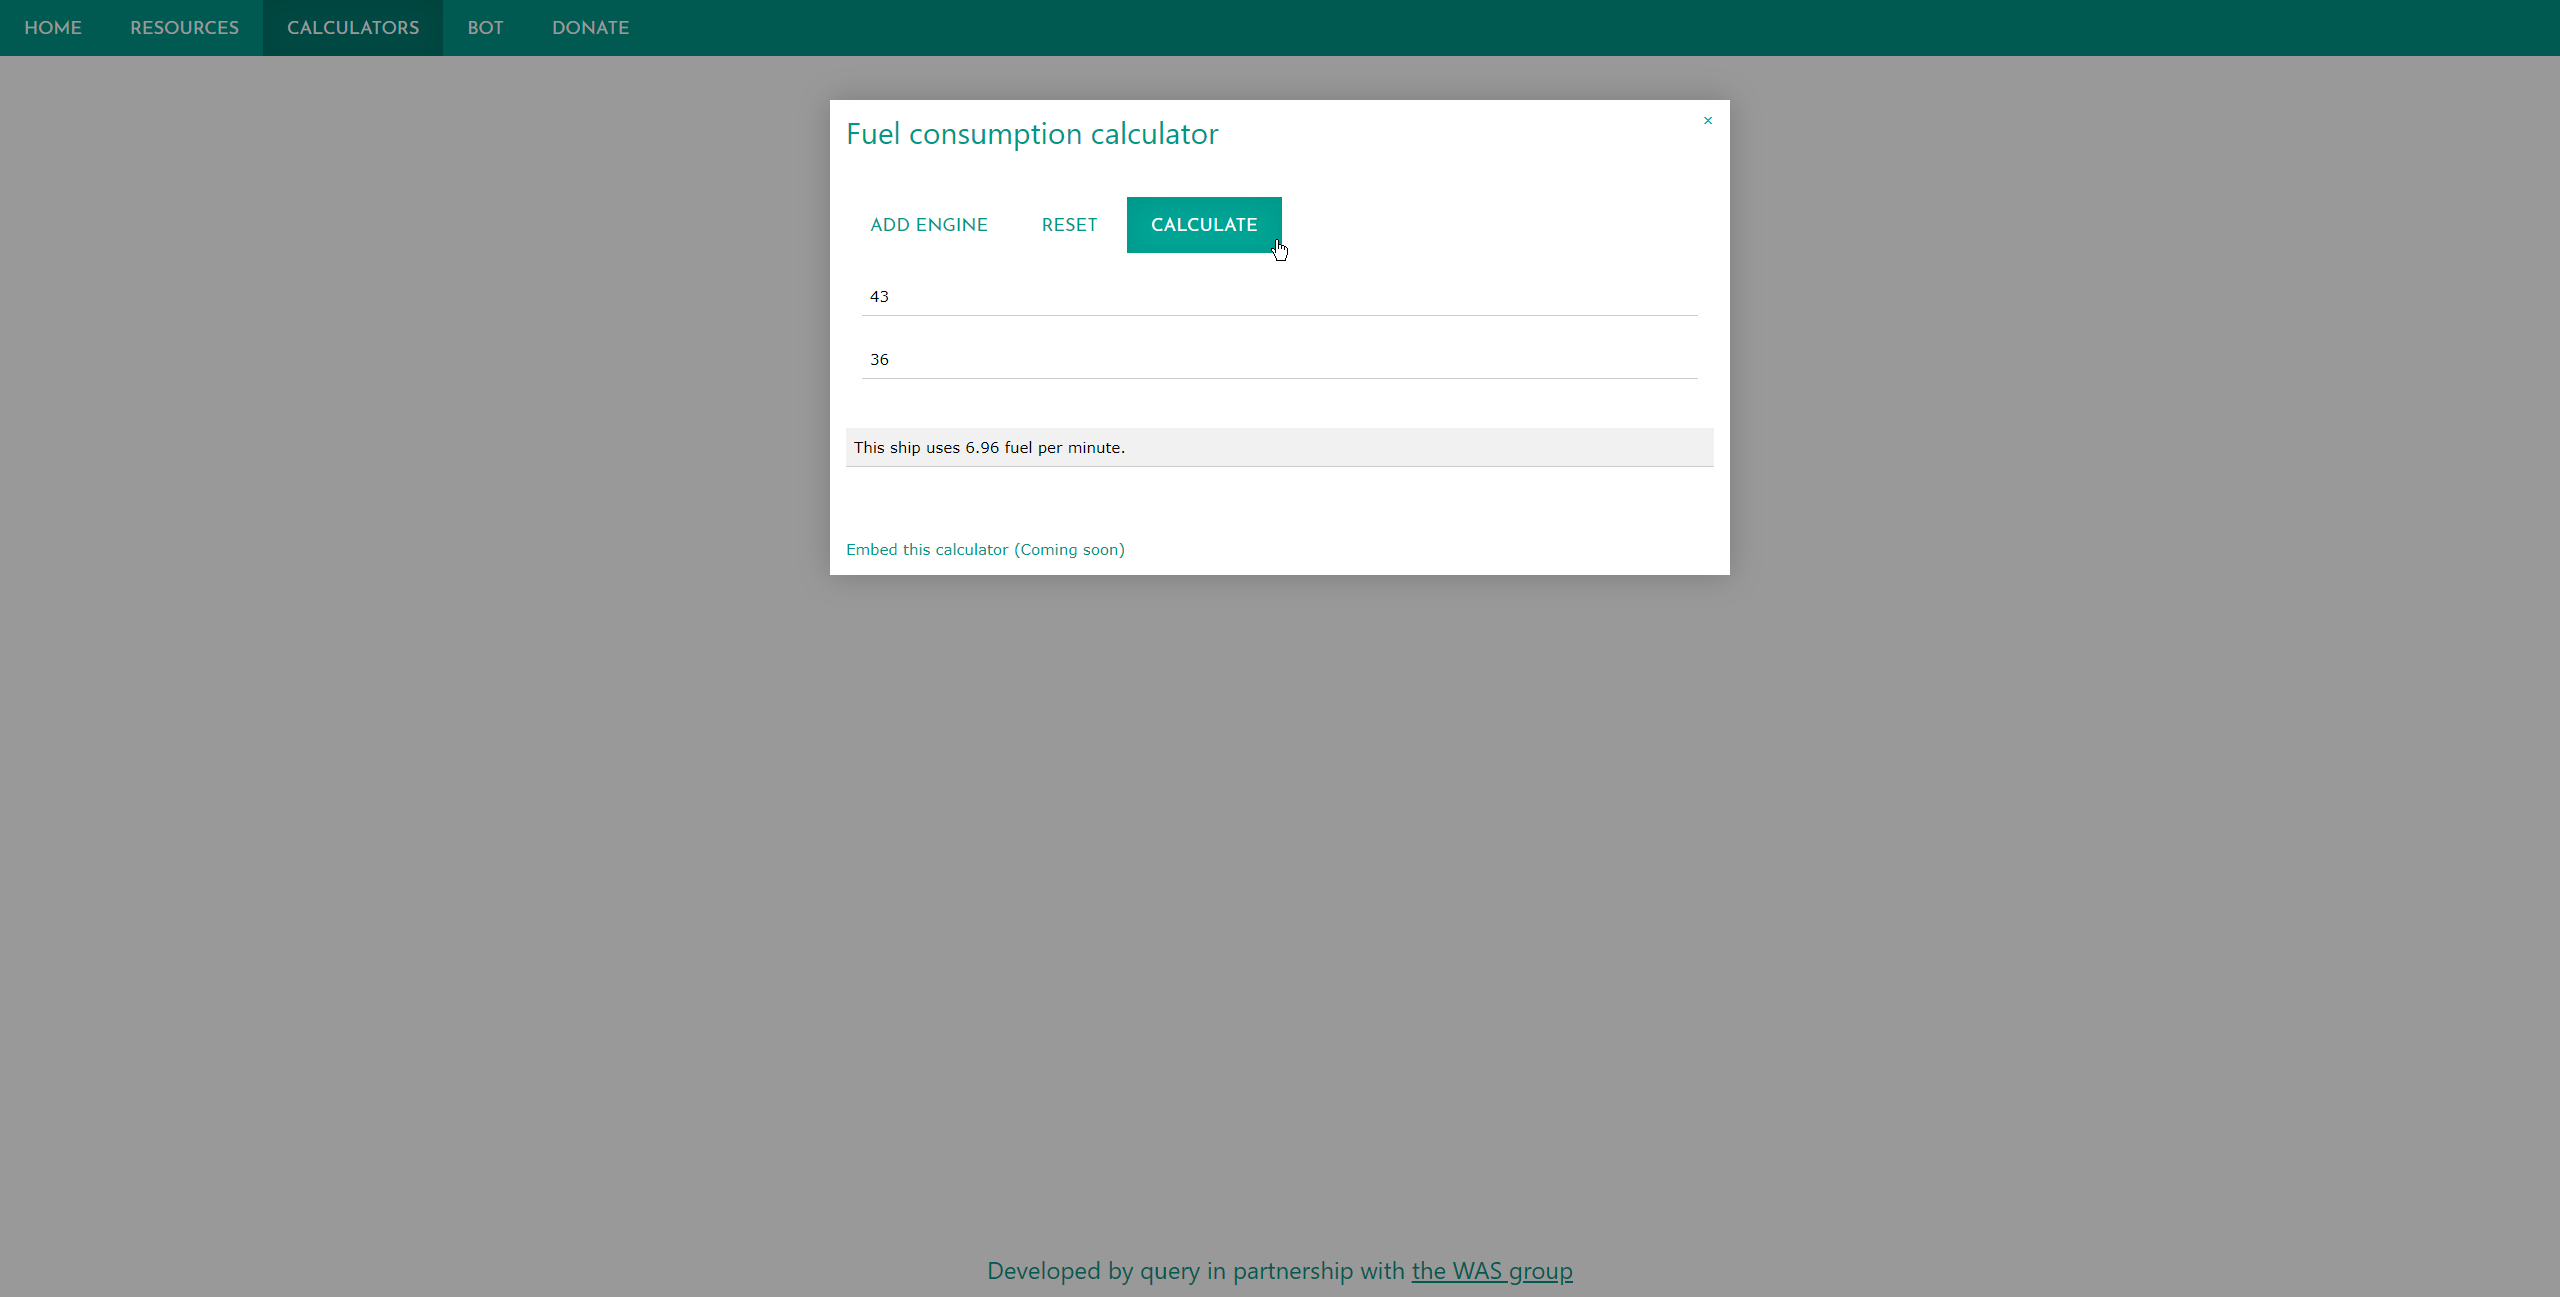 HOME RESOURCES CALCULATORS BOT DONATE
Fuel consumption calculator ×
ADD ENGINE RESET CALCULATE
43
36
This ship uses 6.96 fuel per minute.
Embed this calculator (Coming soon)
Developed by query in partnership with the WAS group